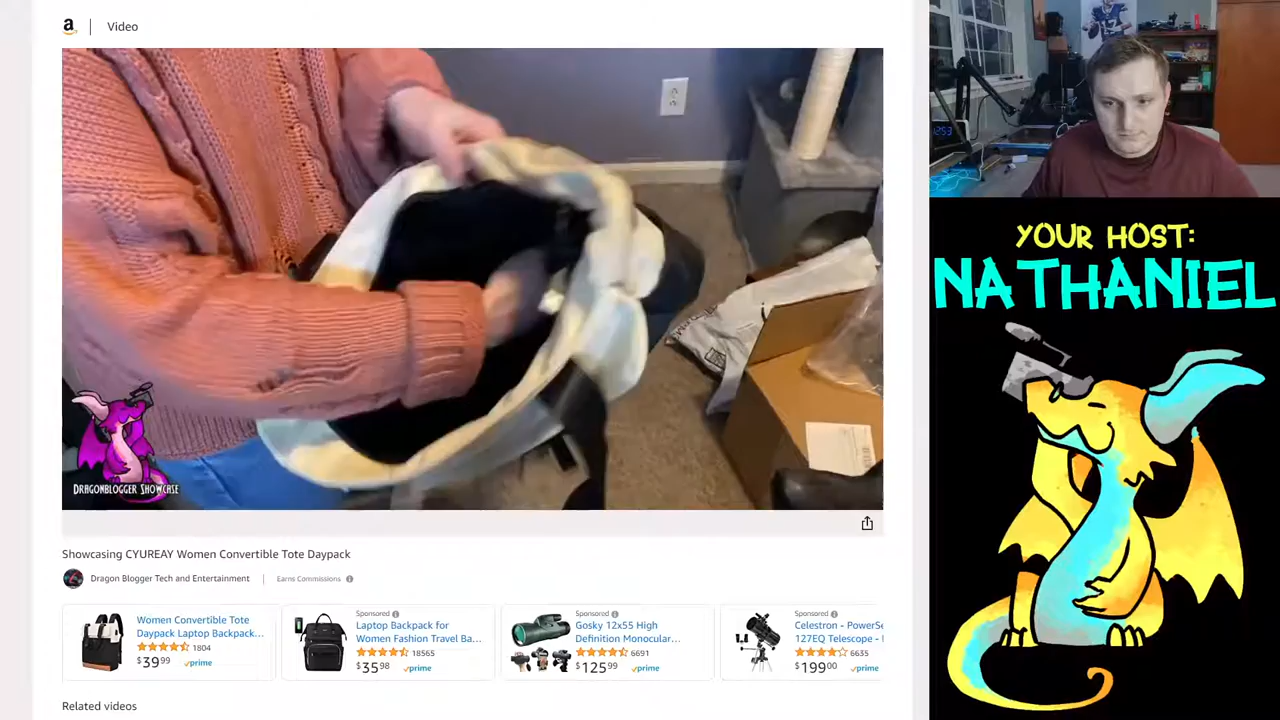 a | Video
YOUR HOST:
NATHANIEL
DRAGONBLOGGER SHOWCASE
Showcasing CYUREAY Women Convertible Tote Daypack
Dragon Blogger Tech and Entertainment | Earns Commissions
Women Convertible Tote
Daypack Laptop Backpack...
1804
$39 99 prime
Sponsored
Laptop Backpack for
Women Fashion Travel Ba...
18565
$35 98 prime
Sponsored
Gosky 12x55 High
Definition Monocular...
6691
$125 99 prime
Sponsored
Celestron - PowerSe
127EQ Telescope - I
6635
$199 00 prime
Related videos